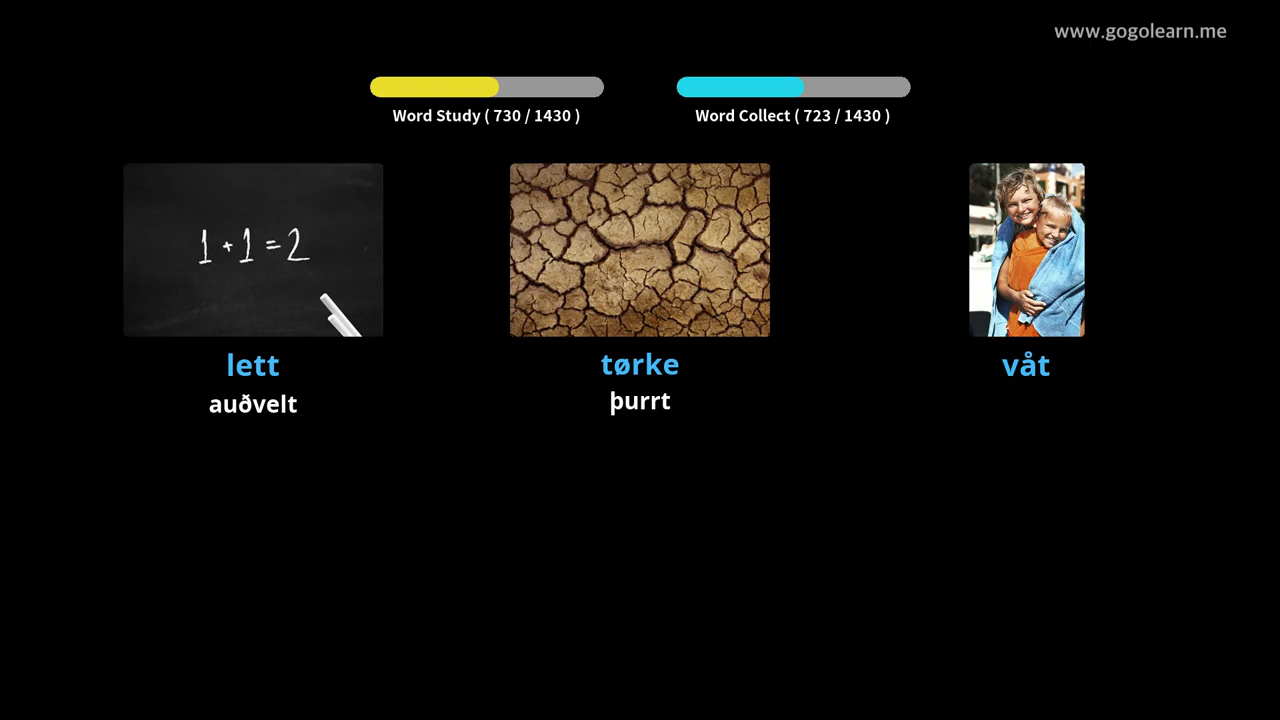 www.gogolearn.me
Word Study ( 730 / 1430 )
Word Collect ( 723 / 1430 )
1 + 1 = 2
lett
tørke
våt
auðvelt
þurrt